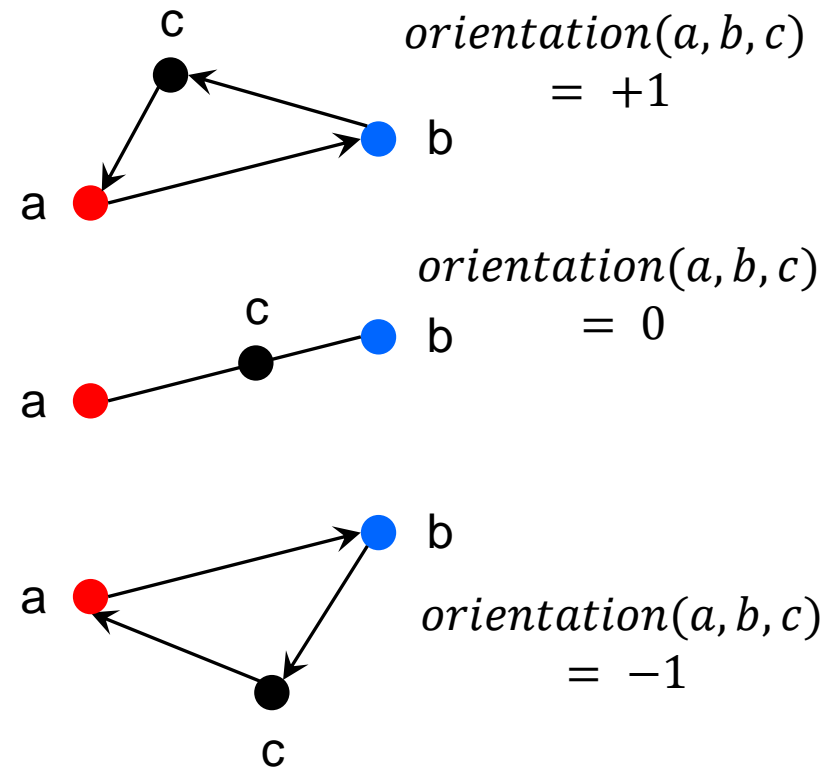 c
orientation(a, b, c)
= +1
b
a
orientation(a, b, c)
= 0
c
b
a
b
a
orientation(a, b, c)
= −1
c